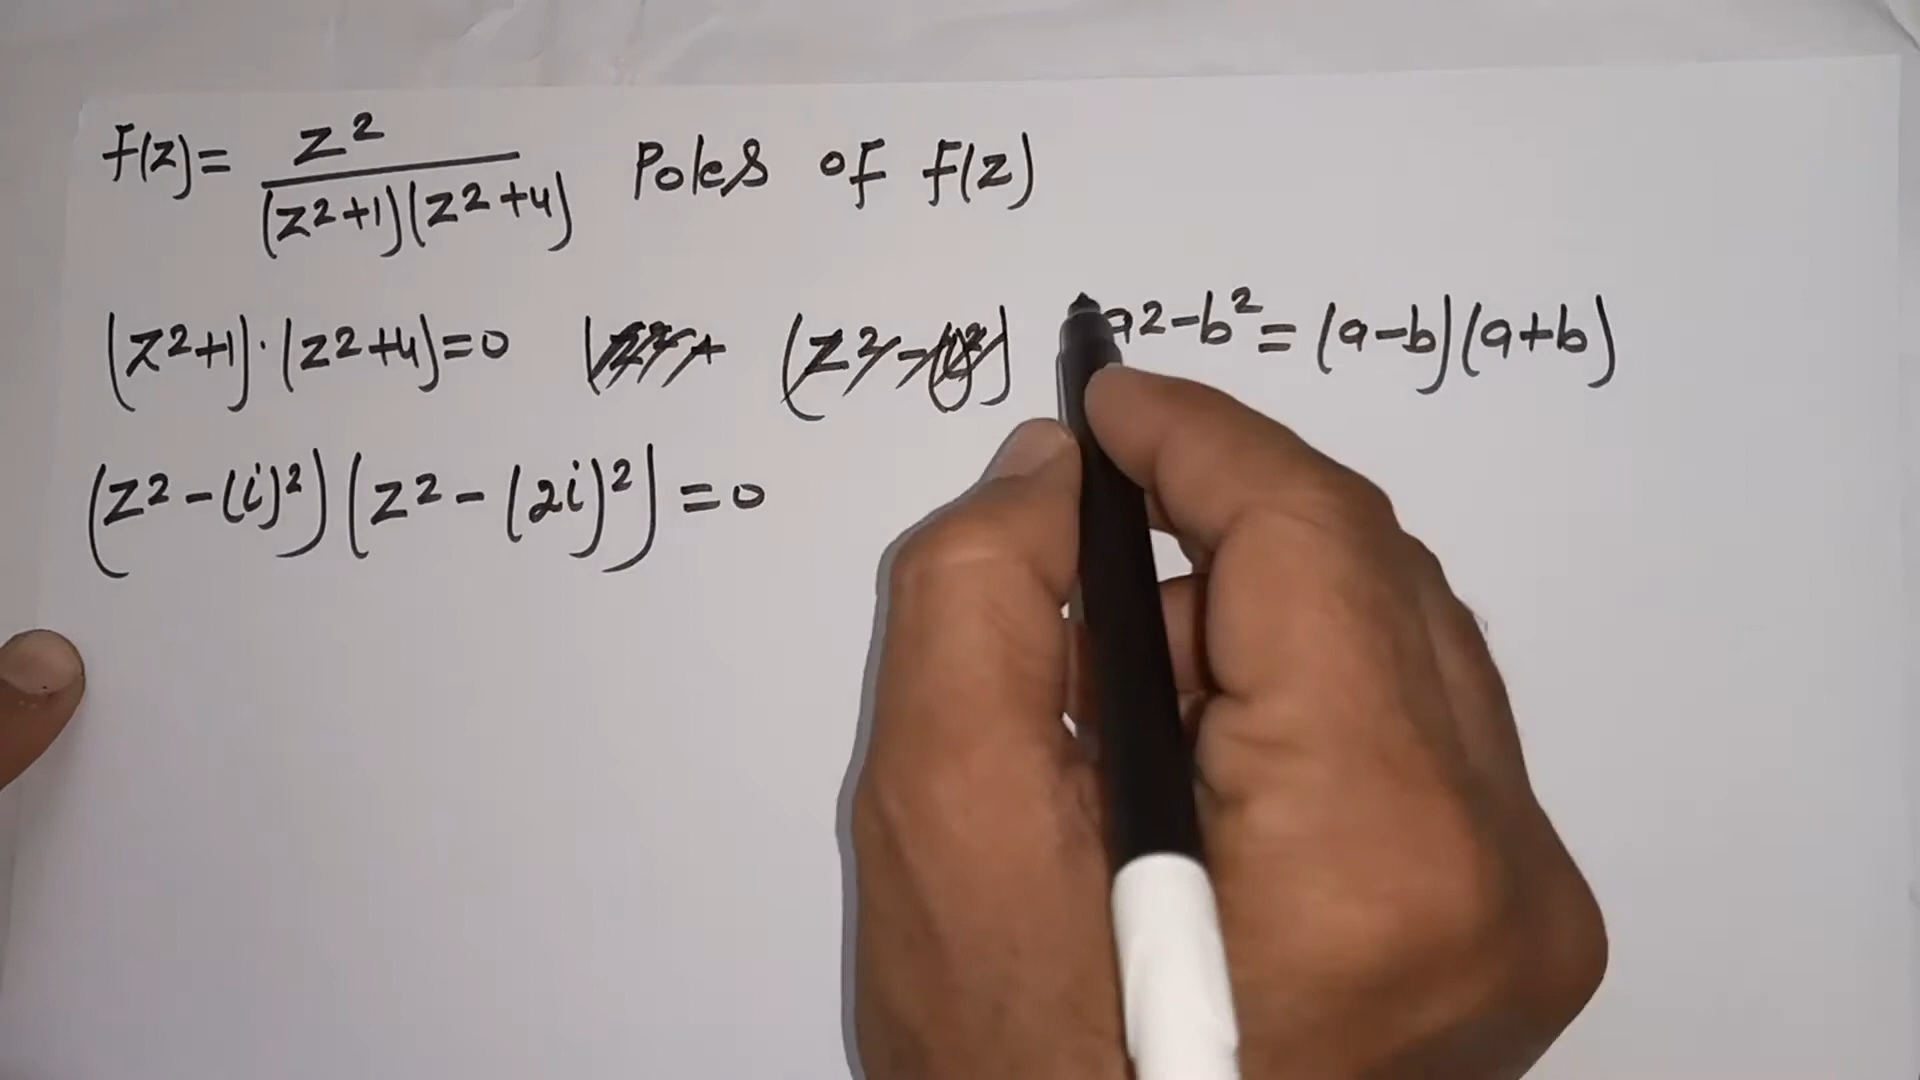 f(z)= z²/(z²+1)(z²+4) Poles of f(z)
(z²+1)·(z²+4)=0 a²-b²=(a-b)(a+b)
(z²-(i)²)(z²-(2i)²)=0